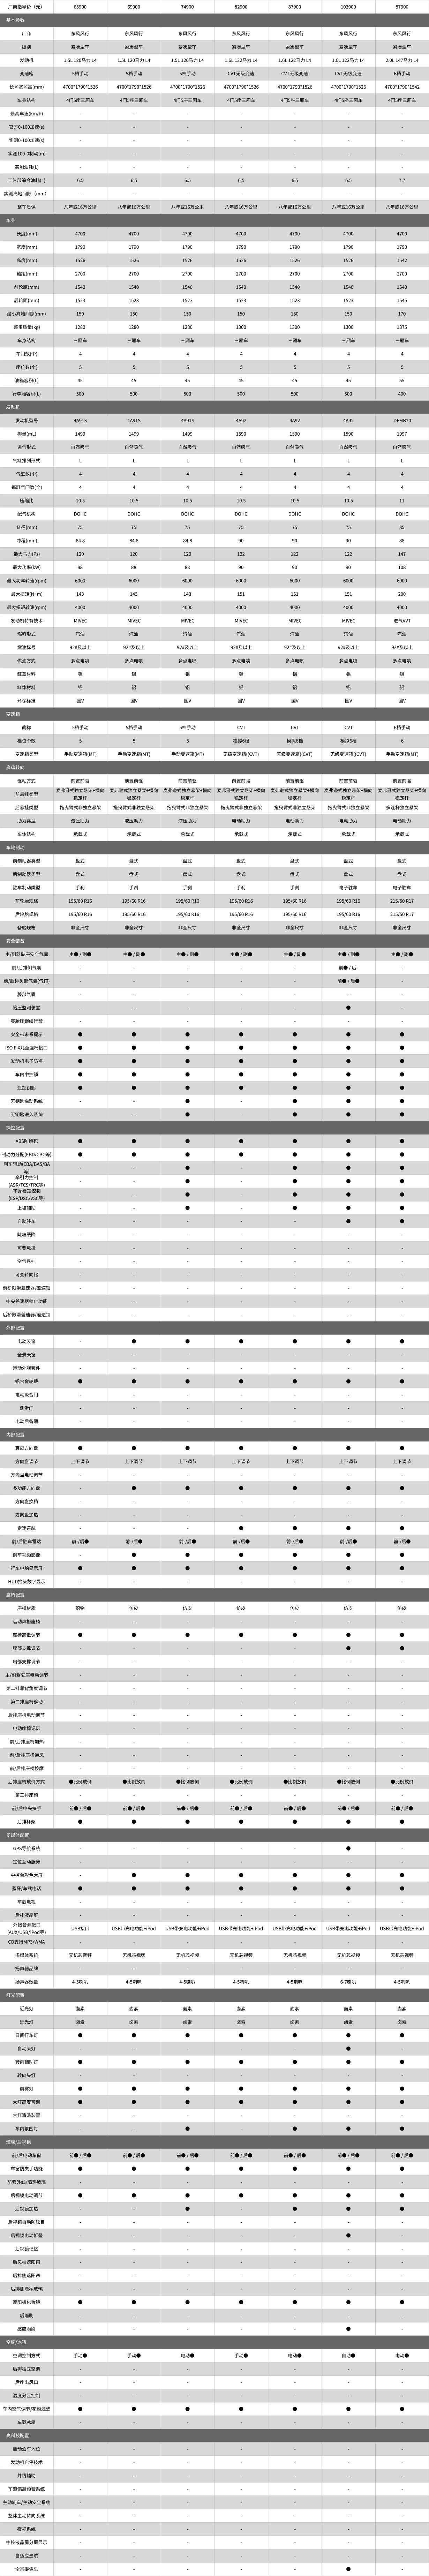 厂商指导价（元） 65900 69900 74900 82900 87900 102900 87900
基本参数
厂商 东风风行 东风风行 东风风行 东风风行 东风风行 东风风行 东风风行
级别 紧凑型车 紧凑型车 紧凑型车 紧凑型车 紧凑型车 紧凑型车 紧凑型车
发动机 1.5L 120马力 L4 1.5L 120马力 L4 1.5L 120马力 L4 1.6L 122马力 L4 1.6L 122马力 L4 1.6L 122马力 L4 2.0L 147马力 L4
变速箱 5档手动 5档手动 5档手动 CVT无级变速 CVT无级变速 CVT无级变速 6档手动
长×宽×高(mm) 4700*1790*1526 4700*1790*1526 4700*1790*1526 4700*1790*1526 4700*1790*1526 4700*1790*1526 4700*1790*1542
车身结构 4门5座三厢车 4门5座三厢车 4门5座三厢车 4门5座三厢车 4门5座三厢车 4门5座三厢车 4门5座三厢车
最高车速(km/h) - - - - - - -
官方0-100加速(s) - - - - - - -
实测0-100加速(s) - - - - - - -
实测100-0制动(m) - - - - - - -
实测油耗(L) - - - - - - -
工信部综合油耗(L) 6.5 6.5 6.5 6.5 6.5 6.5 7.7
实测离地间隙（mm） - - - - - - -
整车质保 八年或16万公里 八年或16万公里 八年或16万公里 八年或16万公里 八年或16万公里 八年或16万公里 八年或16万公里
车身
长度(mm) 4700 4700 4700 4700 4700 4700 4700
宽度(mm) 1790 1790 1790 1790 1790 1790 1790
高度(mm) 1526 1526 1526 1526 1526 1526 1542
轴距(mm) 2700 2700 2700 2700 2700 2700 2700
前轮距(mm) 1540 1540 1540 1540 1540 1540 1540
后轮距(mm) 1523 1523 1523 1523 1523 1523 1545
最小离地间隙(mm) 150 150 150 150 150 150 170
整备质量(kg) 1280 1280 1280 1300 1300 1300 1375
车身结构 三厢车 三厢车 三厢车 三厢车 三厢车 三厢车 三厢车
车门数(个) 4 4 4 4 4 4 4
座位数(个) 5 5 5 5 5 5 5
油箱容积(L) 45 45 45 45 45 45 55
行李厢容积(L) 500 500 500 500 500 500 400
发动机
发动机型号 4A91S 4A91S 4A91S 4A92 4A92 4A92 DFMB20
排量(mL) 1499 1499 1499 1590 1590 1590 1997
进气形式 自然吸气 自然吸气 自然吸气 自然吸气 自然吸气 自然吸气 自然吸气
气缸排列形式 L L L L L L L
气缸数(个) 4 4 4 4 4 4 4
每缸气门数(个) 4 4 4 4 4 4 4
压缩比 10.5 10.5 10.5 10.5 10.5 10.5 11
配气机构 DOHC DOHC DOHC DOHC DOHC DOHC DOHC
缸径(mm) 75 75 75 75 75 75 85
冲程(mm) 84.8 84.8 84.8 90 90 90 88
最大马力(Ps) 120 120 120 122 122 122 147
最大功率(kW) 88 88 88 90 90 90 108
最大功率转速(rpm) 6000 6000 6000 6000 6000 6000 6000
最大扭矩(N·m) 143 143 143 151 151 151 200
最大扭矩转速(rpm) 4000 4000 4000 4000 4000 4000 4000
发动机特有技术 MIVEC MIVEC MIVEC MIVEC MIVEC MIVEC 进气VVT
燃料形式 汽油 汽油 汽油 汽油 汽油 汽油 汽油
燃油标号 92#及以上 92#及以上 92#及以上 92#及以上 92#及以上 92#及以上 92#及以上
供油方式 多点电喷 多点电喷 多点电喷 多点电喷 多点电喷 多点电喷 多点电喷
缸盖材料 铝 铝 铝 铝 铝 铝 铝
缸体材料 铝 铝 铝 铝 铝 铝 铝
环保标准 国V 国V 国V 国V 国V 国V 国V
变速箱
简称 5档手动 5档手动 5档手动 CVT CVT CVT 6档手动
档位个数 5 5 5 模拟6档 模拟6档 模拟6档 6
变速箱类型 手动变速箱(MT) 手动变速箱(MT) 手动变速箱(MT) 无级变速箱((CVT) 无级变速箱((CVT) 无级变速箱((CVT) 手动变速箱(MT)
底盘转向
驱动方式 前置前驱 前置前驱 前置前驱 前置前驱 前置前驱 前置前驱 前置前驱
前悬挂类型 麦弗逊式独立悬架+横向稳定杆 麦弗逊式独立悬架+横向稳定杆 麦弗逊式独立悬架+横向稳定杆 麦弗逊式独立悬架+横向稳定杆 麦弗逊式独立悬架+横向稳定杆 麦弗逊式独立悬架+横向稳定杆 麦弗逊式独立悬架+横向稳定杆
后悬挂类型 拖曳臂式非独立悬架 拖曳臂式非独立悬架 拖曳臂式非独立悬架 拖曳臂式非独立悬架 拖曳臂式非独立悬架 拖曳臂式非独立悬架 多连杆独立悬架
助力类型 液压助力 液压助力 液压助力 电动助力 电动助力 电动助力 电动助力
车体结构 承载式 承载式 承载式 承载式 承载式 承载式 承载式
车轮制动
前制动器类型 盘式 盘式 盘式 盘式 盘式 盘式 盘式
后制动器类型 盘式 盘式 盘式 盘式 盘式 盘式 盘式
驻车制动类型 手刹 手刹 手刹 手刹 手刹 电子驻车 电子驻车
前轮胎规格 195/60 R16 195/60 R16 195/60 R16 195/60 R16 195/60 R16 195/60 R16 215/50 R17
后轮胎规格 195/60 R16 195/60 R16 195/60 R16 195/60 R16 195/60 R16 195/60 R16 215/50 R17
备胎规格 非全尺寸 非全尺寸 非全尺寸 非全尺寸 非全尺寸 非全尺寸 非全尺寸
安全装备
主/副驾驶座安全气囊 主● / 副● 主● / 副● 主● / 副● 主● / 副● 主● / 副● 主● / 副● 主● / 副●
前/后排侧气囊 - - - - - 前● / 后- -
前/后排头部气囊(气帘) - - - - - 前● / 后● -
膝部气囊 - - - - - - -
胎压监测装置 - - - - - ● -
零胎压继续行驶 - - - - - - -
安全带未系提示 ● ● ● ● ● ● ●
ISO FIX儿童座椅接口 ● ● ● ● ● ● ●
发动机电子防盗 ● ● ● ● ● ● ●
车内中控锁 ● ● ● ● ● ● ●
遥控钥匙 ● ● ● ● ● ● ●
无钥匙启动系统 - - ● - ● ● ●
无钥匙进入系统 - - ● - ● ● ●
操控配置
ABS防抱死 ● ● ● ● ● ● ●
制动力分配(EBD/CBC等) ● ● ● ● ● ● ●
刹车辅助(EBA/BAS/BA等) - - ● - ● ● ●
牵引力控制(ASR/TCS/TRC等) - - ● - ● ● ●
车身稳定控制(ESP/DSC/VSC等) - - ● - ● ● ●
上坡辅助 - - ● - ● ● ●
自动驻车 - - - - - ● ●
陡坡缓降 - - - - - - -
可变悬挂 - - - - - - -
空气悬挂 - - - - - - -
可变转向比 - - - - - - -
前桥限滑差速器/差速锁 - - - - - - -
中央差速器锁止功能 - - - - - - -
后桥限滑差速器/差速锁 - - - - - - -
外部配置
电动天窗 - ● ● ● ● ● ●
全景天窗 - - - - - - -
运动外观套件 - - - - - - -
铝合金轮毂 ● ● ● ● ● ● ●
电动吸合门 - - - - - - -
侧滑门 - - - - - - -
电动后备厢 - - - - - - -
内部配置
真皮方向盘 ● ● ● ● ● ● ●
方向盘调节 上下调节 上下调节 上下调节 上下调节 上下调节 上下调节 上下调节
方向盘电动调节 - - - - - - -
多功能方向盘 - ● ● ● ● ● ●
方向盘换档 - - - - - - -
方向盘加热 - - - - - - -
定速巡航 - - - ● ● ● ●
前/后驻车雷达 前-/后● 前-/后● 前-/后● 前-/后● 前-/后● 前-/后● 前-/后●
倒车视频影像 - ● ● ● ● ● ●
行车电脑显示屏 ● ● ● ● ● ● ●
HUD抬头数字显示 - - - - - - -
座椅配置
座椅材质 织物 仿皮 仿皮 仿皮 仿皮 仿皮 仿皮
运动风格座椅 - - - - - - -
座椅高低调节 ● ● ● ● ● ● ●
腰部支撑调节 - - - - - ● ●
肩部支撑调节 - - - - - - -
主/副驾驶座电动调节 - - - - - - -
第二排靠背角度调节 - - - - - - -
第二排座椅移动 - - - - - - -
后排座椅电动调节 - - - - - - -
电动座椅记忆 - - - - - - -
前/后排座椅加热 - - - - - - -
前/后排座椅通风 - - - - - - -
前/后排座椅按摩 - - - - - - -
后排座椅放倒方式 ●比例放倒 ●比例放倒 ●比例放倒 ●比例放倒 ●比例放倒 ●比例放倒 ●比例放倒
第三排座椅 - - - - - - -
前/后中央扶手 前● / 后● 前● / 后● 前● / 后● 前● / 后● 前● / 后● 前● / 后● 前● / 后●
后排杯架 ● ● ● ● ● ● ●
多媒体配置
GPS导航系统 - - - - - ● -
定位互动服务 - - - - - - -
中控台彩色大屏 - ● ● ● ● ● ●
蓝牙/车载电话 ● ● ● ● ● ● ●
车载电视 - - - - - - -
后排液晶屏 - - - - - - -
外接音源接口(AUX/USB/iPod等) USB接口 USB带充电功能+iPod USB带充电功能+iPod USB带充电功能+iPod USB带充电功能+iPod USB带充电功能+iPod USB带充电功能+iPod
CD支持MP3/WMA - - - - - - -
多媒体系统 无机芯音频 无机芯视频 无机芯视频 无机芯视频 无机芯视频 无机芯视频 无机芯视频
扬声器品牌 - - - - - - -
扬声器数量 4-5喇叭 4-5喇叭 4-5喇叭 4-5喇叭 4-5喇叭 6-7喇叭 4-5喇叭
灯光配置
近光灯 卤素 卤素 卤素 卤素 卤素 卤素 卤素
远光灯 卤素 卤素 卤素 卤素 卤素 卤素 卤素
日间行车灯 ● ● ● ● ● ● ●
自动头灯 - - - - - ● -
转向辅助灯 ● ● ● ● ● ● ●
转向头灯 - - - - - - -
前雾灯 ● ● ● ● ● ● ●
大灯高度可调 ● ● ● ● ● ● ●
大灯清洗装置 - - - - - - -
车内氛围灯 - - ● - ● ● ●
玻璃/后视镜
前/后电动车窗 前● / 后● 前● / 后● 前● / 后● 前● / 后● 前● / 后● 前● / 后● 前● / 后●
车窗防夹手功能 ● ● ● ● ● ● ●
防紫外线/隔热玻璃 - - - - - - -
后视镜电动调节 ● ● ● ● ● ● ●
后视镜加热 - - ● - ● ● ●
后视镜自动防眩目 - - - - - - -
后视镜电动折叠 - - - - - ● -
后视镜记忆 - - - - - - -
后风档遮阳帘 - - - - - - -
后排侧遮阳帘 - - - - - - -
后排侧隐私玻璃 - - - - - - -
遮阳板化妆镜 ● ● ● ● ● ● ●
后雨刷 - - - - - - -
感应雨刷 - - - - - ● -
空调/冰箱
空调控制方式 手动● 手动● 电动● 手动● 电动● 自动● 电动●
后排独立空调 - - - - - - -
后座出风口 - - - - - - -
温度分区控制 - - - - - - -
车内空气调节/花粉过滤 ● ● ● ● ● ● ●
车载冰箱 - - - - - - -
高科技配置
自动泊车入位 - - - - - - -
发动机启停技术 - - - - - - -
并线辅助 - - - - - - -
车道偏离预警系统 - - - - - - -
主动刹车/主动安全系统 - - - - - - -
整体主动转向系统 - - - - - - -
夜视系统 - - - - - - -
中控液晶屏分屏显示 - - - - - - -
自适应巡航 - - - - - - -
全景摄像头 - - - - - ● -